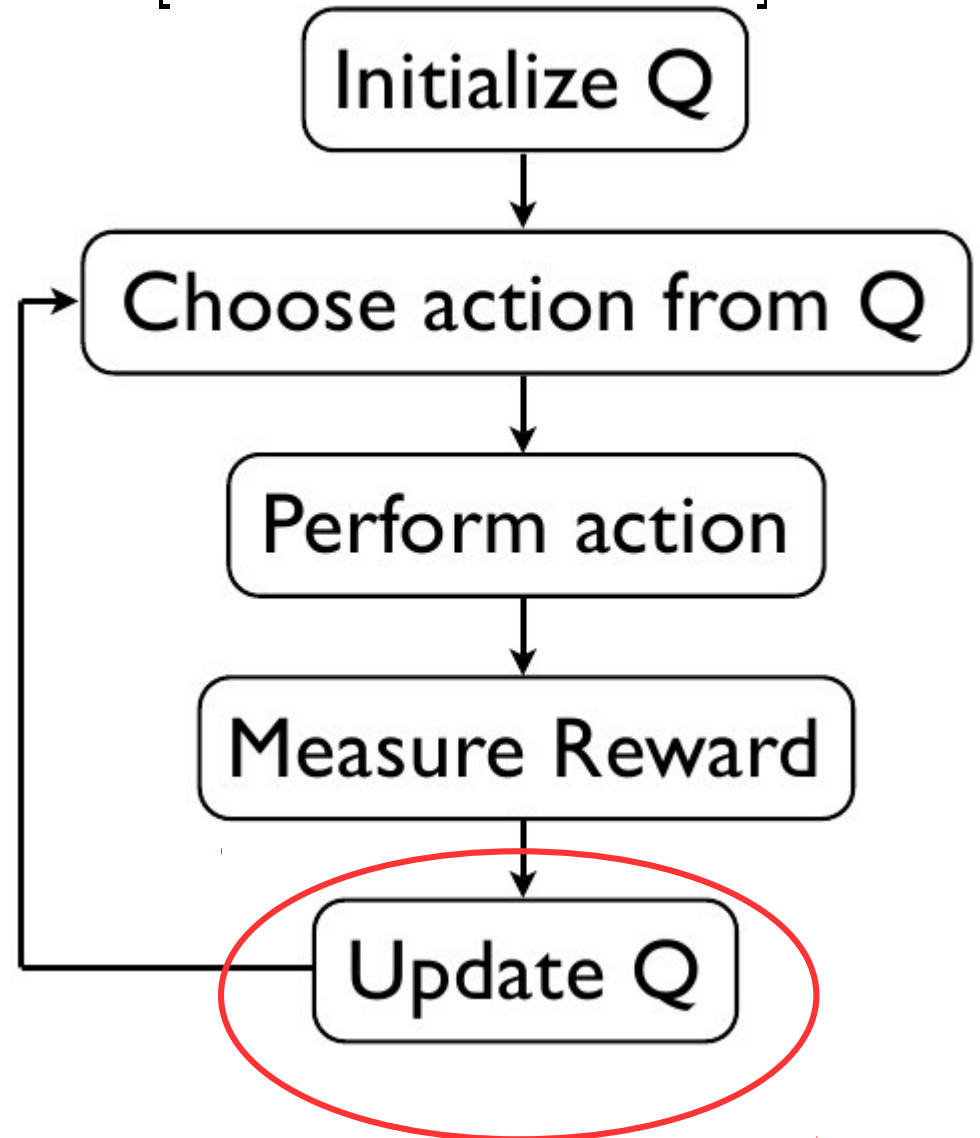 Initialize Q
Choose action from Q
Perform action
Measure Reward
Update Q